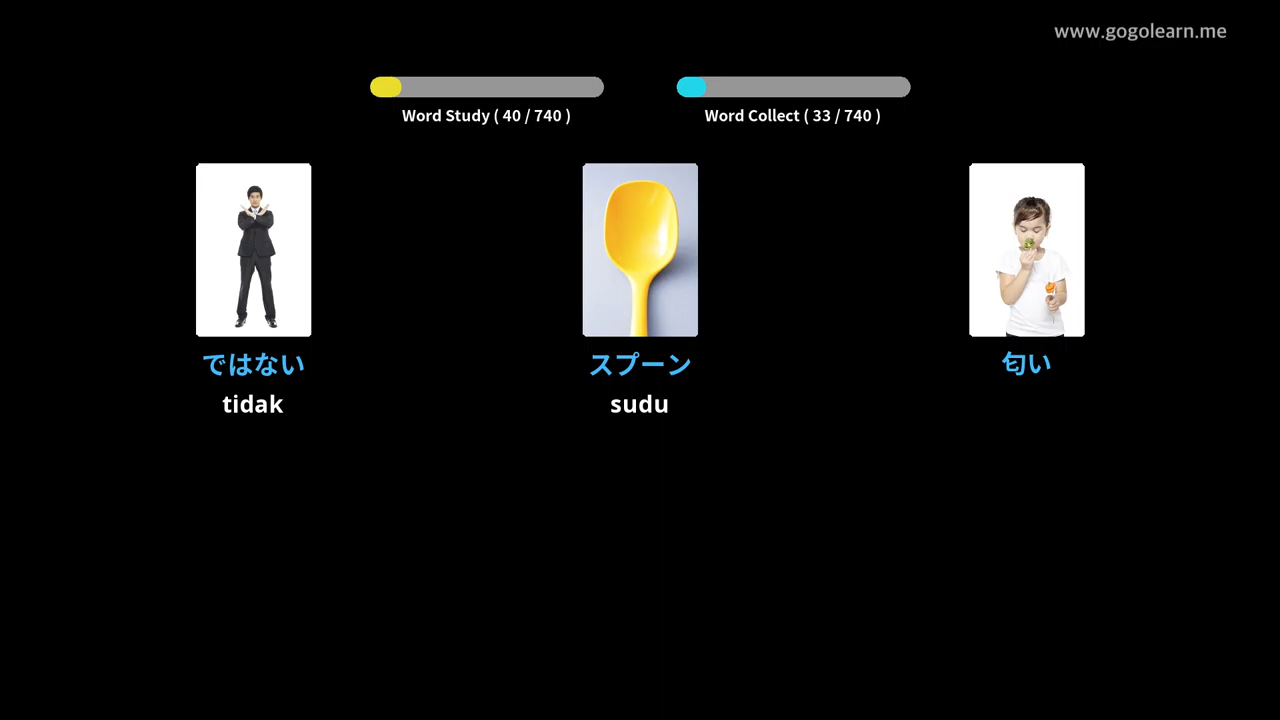 www.gogolearn.me
Word Study ( 40 / 740 )
Word Collect ( 33 / 740 )
ではない
スプーン
匂い
tidak
sudu